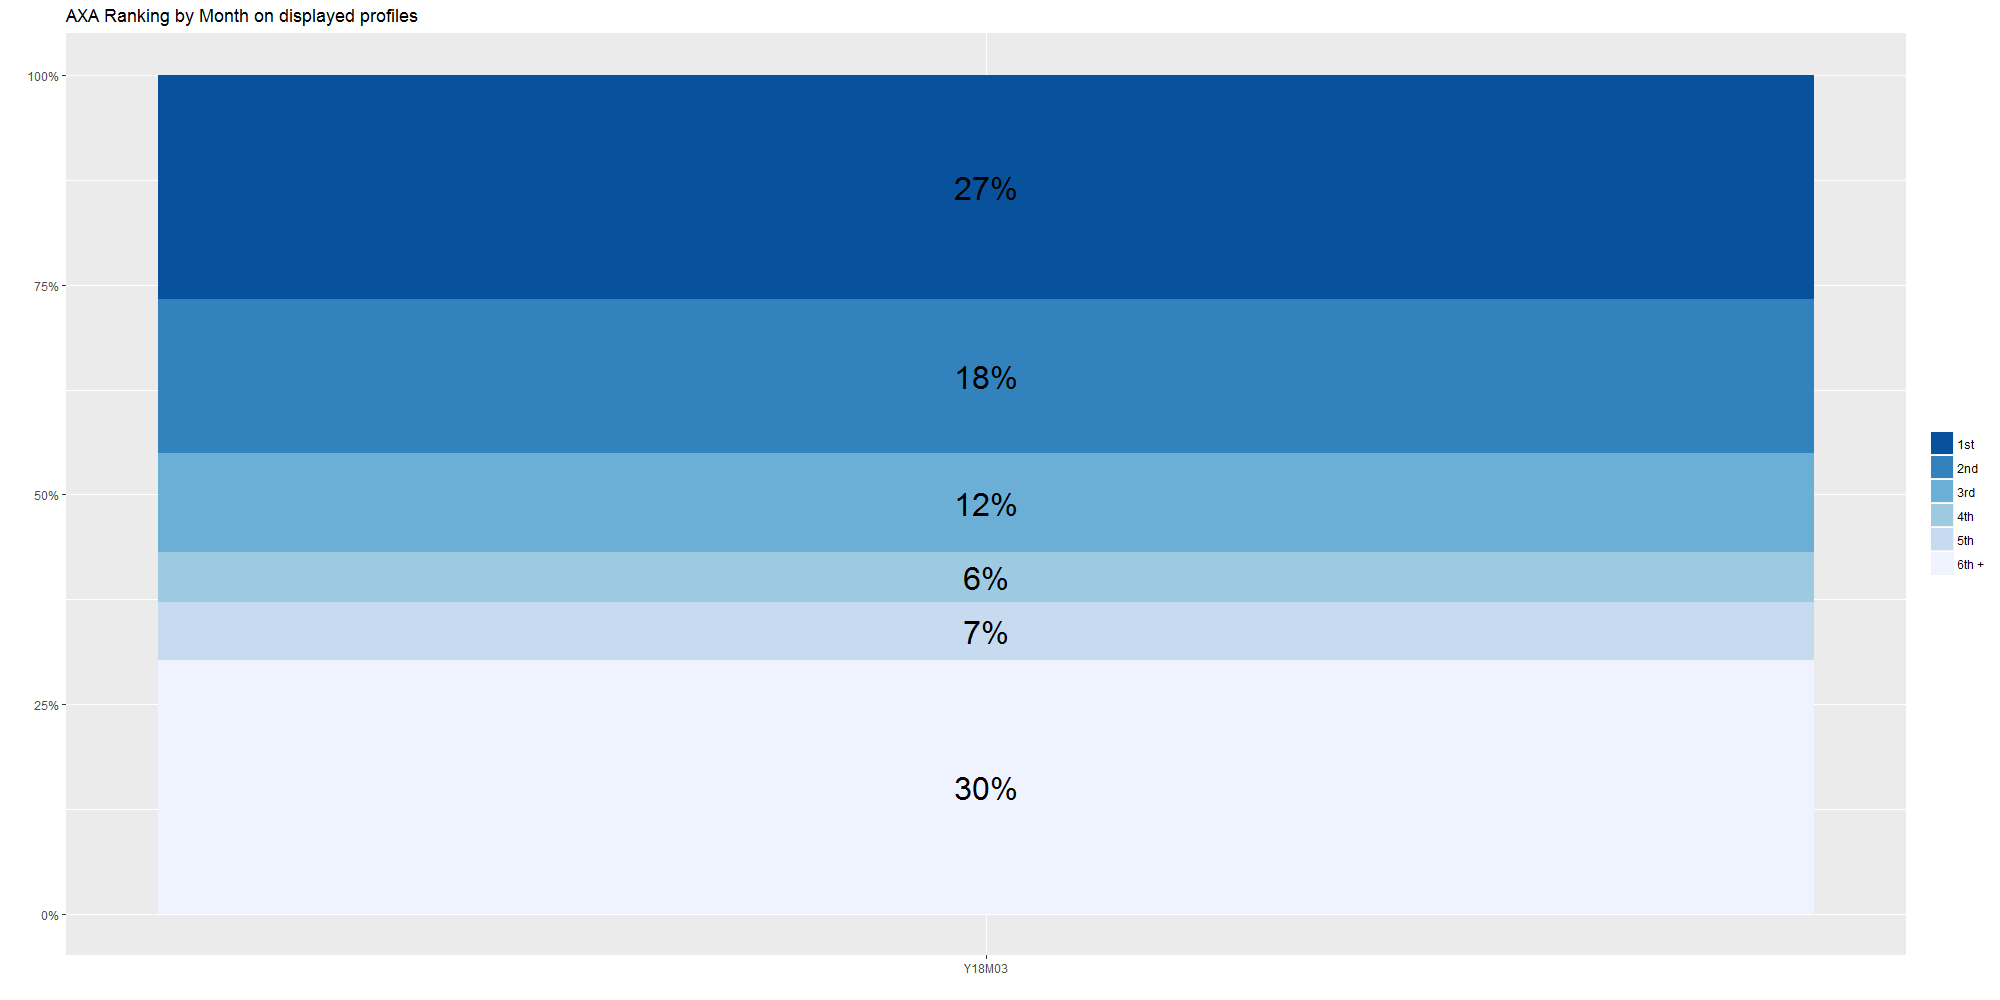 AXA Ranking by Month on displayed profiles
100%
75%
50%
25%
0%
27%
18%
12%
6%
7%
30%
Y18M03
1st
2nd
3rd
4th
5th
6th +